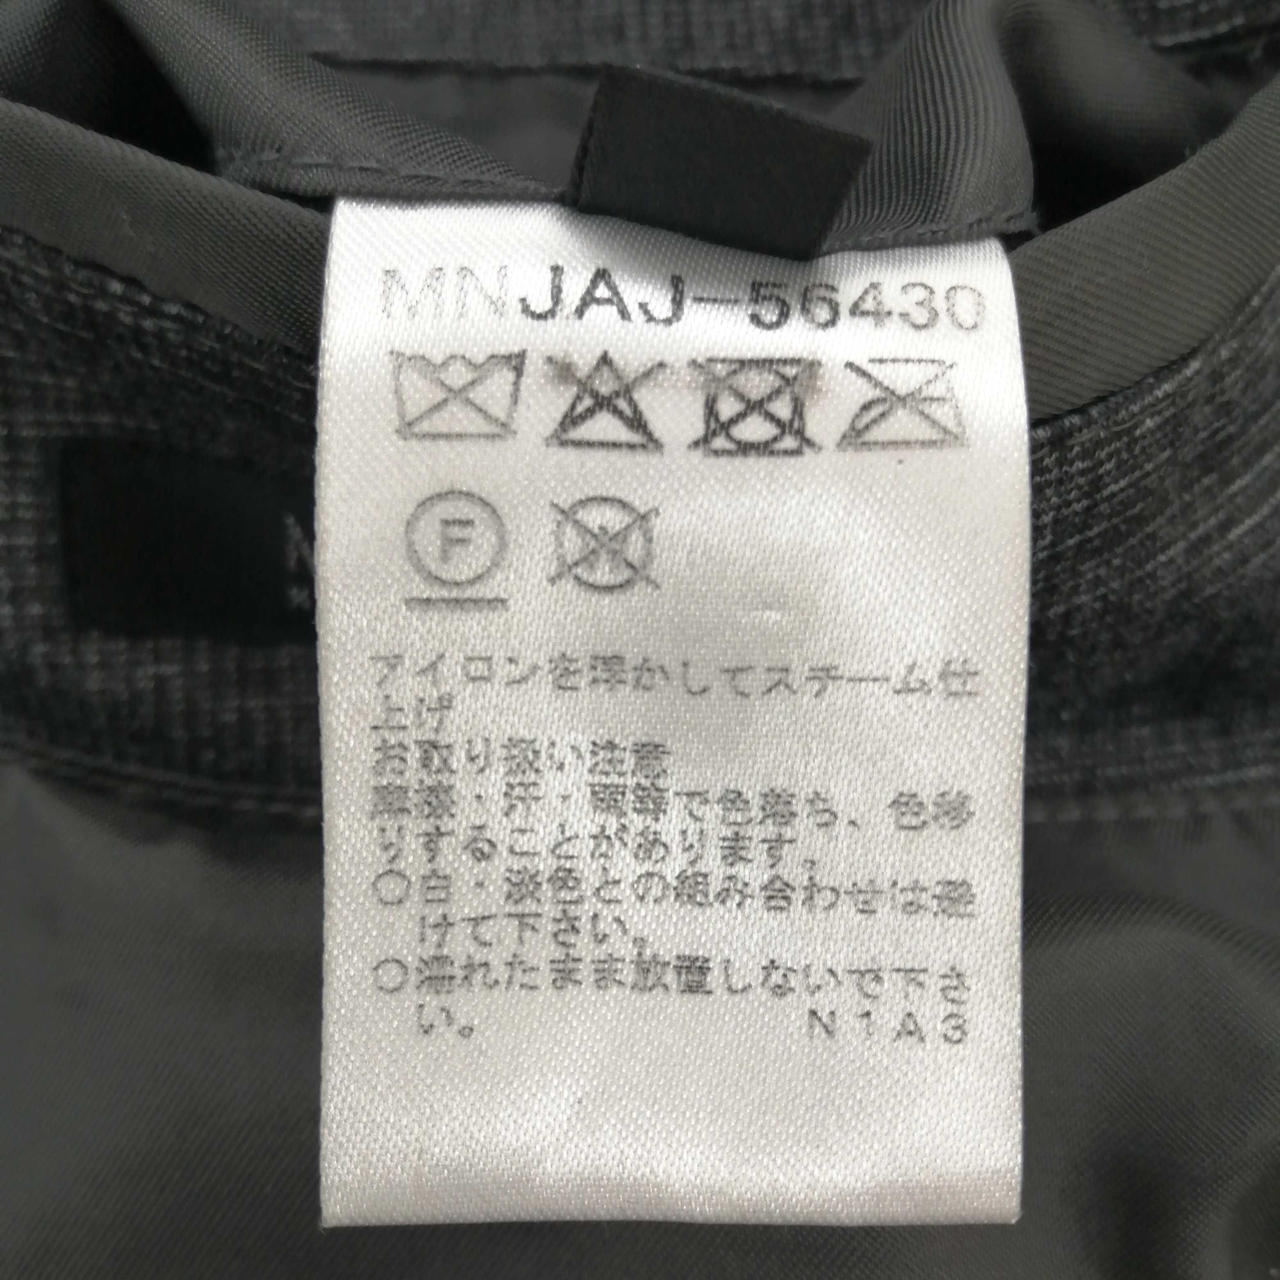 MNJAJ-56430
F
アイロンを浮かしてスチーム仕
上げ
お取り扱い注意
摩擦・汗・雨等で色落ち、色移
りすることがあります。
○白・淡色との組み合わせは避
けて下さい。
○濡れたまま放置しないで下さ
い。 N1A3